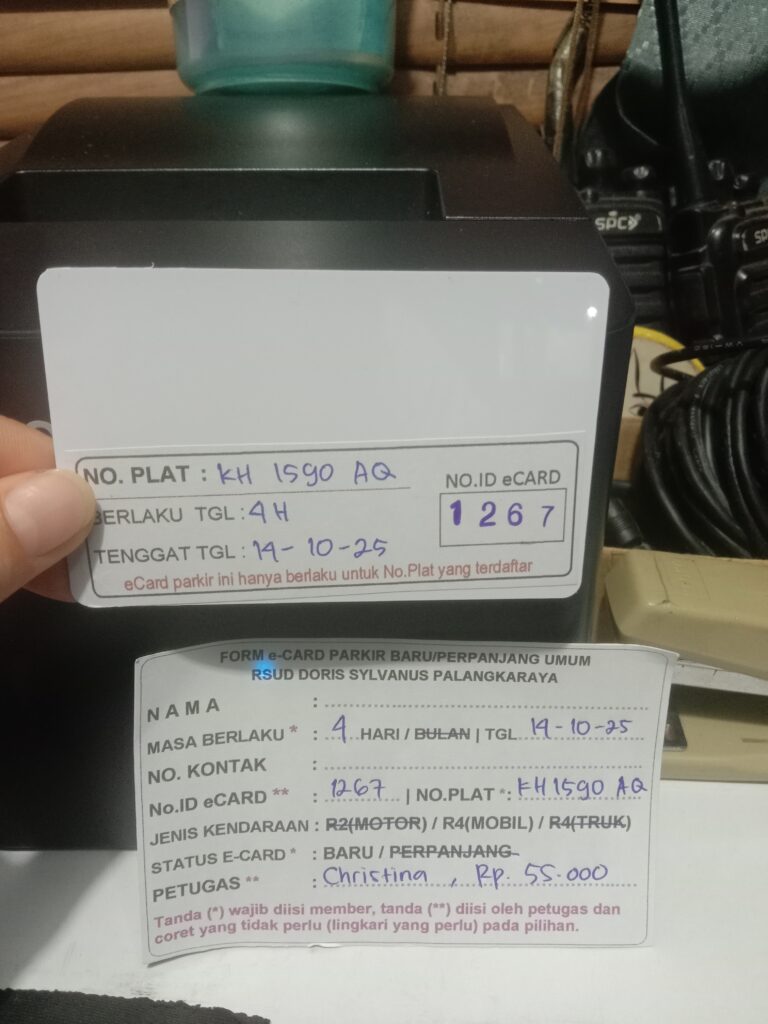 SPC
SPC
NO. PLAT : KH 1590 AQ
NO.ID eCARD
BERLAKU TGL : 4 H
1267
TENGGAT TGL : 14-10-25
eCard parkir ini hanya berlaku untuk No.Plat yang terdaftar
FORM e-CARD PARKIR BARU/PERPANJANG UMUM
RSUD DORIS SYLVANUS PALANGKARAYA
NAMA :
MASA BERLAKU * : 4 HARI / BULAN | TGL 14-10-25
NO. KONTAK :
No.ID eCARD ** : 1267 | NO.PLAT *: KH 1590 AQ
JENIS KENDARAAN : R2(MOTOR) / R4(MOBIL) / R4(TRUK)
STATUS E-CARD * : BARU / PERPANJANG
PETUGAS ** : Christina, Rp. 55.000
Tanda (*) wajib diisi member, tanda (**) diisi oleh petugas dan
coret yang tidak perlu (lingkari yang perlu) pada pilihan.